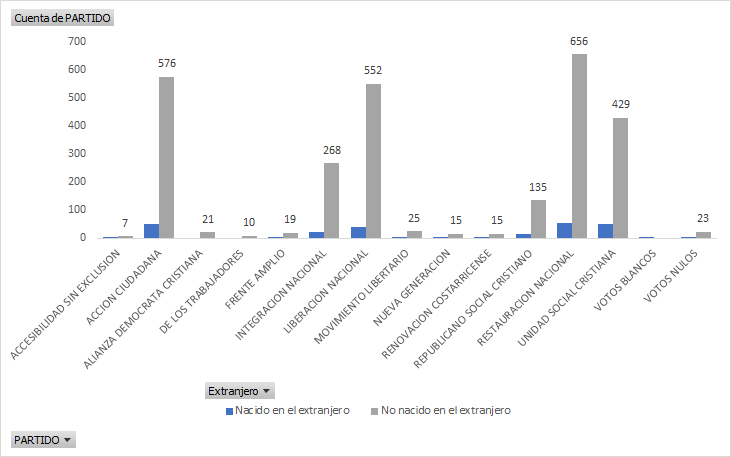 Cuenta de PARTIDO
700
600
500
400
300
200
100
0
7
576
21
10
19
268
552
25
15
15
135
656
429
23
ACCESIBILIDAD SIN EXCLUSION
ACCION CIUDADANA
ALIANZA DEMOCRATA CRISTIANA
DE LOS TRABAJADORES
FRENTE AMPLIO
INTEGRACION NACIONAL
LIBERACION NACIONAL
MOVIMIENTO LIBERTARIO
NUEVA GENERACION
RENOVACION COSTARRICENSE
REPUBLICANO SOCIAL CRISTIANO
RESTAURACION NACIONAL
UNIDAD SOCIAL CRISTIANA
VOTOS BLANCOS
VOTOS NULOS
Extranjero
Nacido en el extranjero
No nacido en el extranjero
PARTIDO